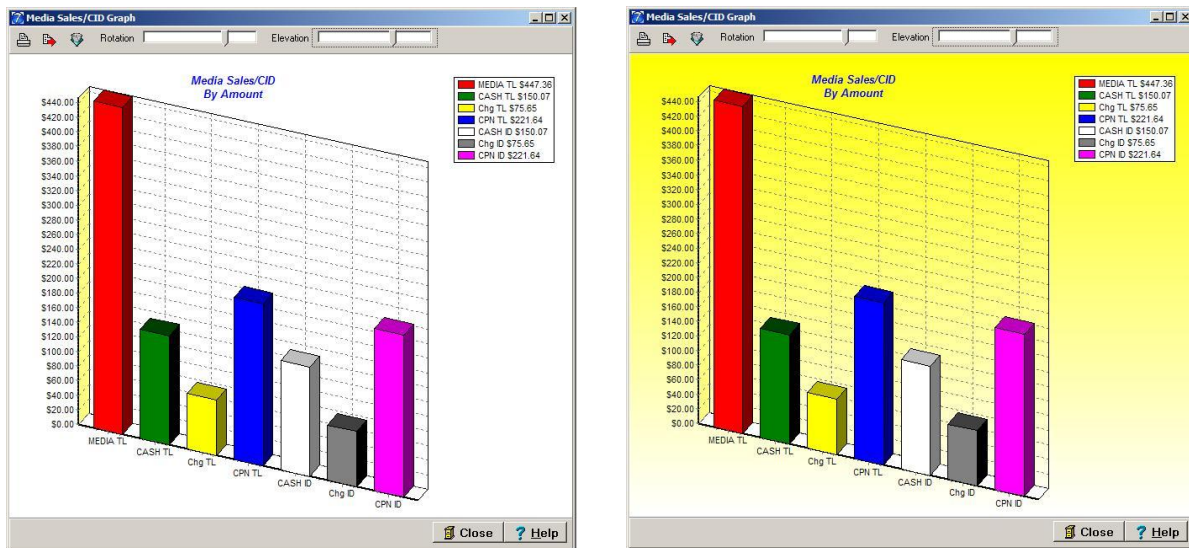 Media Sales/CID Graph
Rotation Elevation
Media Sales/CID
By Amount
MEDIA TL $447.36
CASH TL $150.07
Chg TL $75.65
CPN TL $221.64
CASH ID $150.07
Chg ID $75.65
CPN ID $221.64
$440.00
$420.00
$400.00
$380.00
$360.00
$340.00
$320.00
$300.00
$280.00
$260.00
$240.00
$220.00
$200.00
$180.00
$160.00
$140.00
$120.00
$100.00
$80.00
$60.00
$40.00
$20.00
$0.00
MEDIA TL
CASH TL
Chg TL
CPN TL
CASH ID
Chg ID
CPN ID
Close ? Help
Media Sales/CID Graph
Rotation Elevation
Media Sales/CID
By Amount
MEDIA TL $447.36
CASH TL $150.07
Chg TL $75.65
CPN TL $221.64
CASH ID $150.07
Chg ID $75.65
CPN ID $221.64
$440.00
$420.00
$400.00
$380.00
$360.00
$340.00
$320.00
$300.00
$280.00
$260.00
$240.00
$220.00
$200.00
$180.00
$160.00
$140.00
$120.00
$100.00
$80.00
$60.00
$40.00
$20.00
$0.00
MEDIA TL
CASH TL
Chg TL
CPN TL
CASH ID
Chg ID
CPN ID
Close ? Help